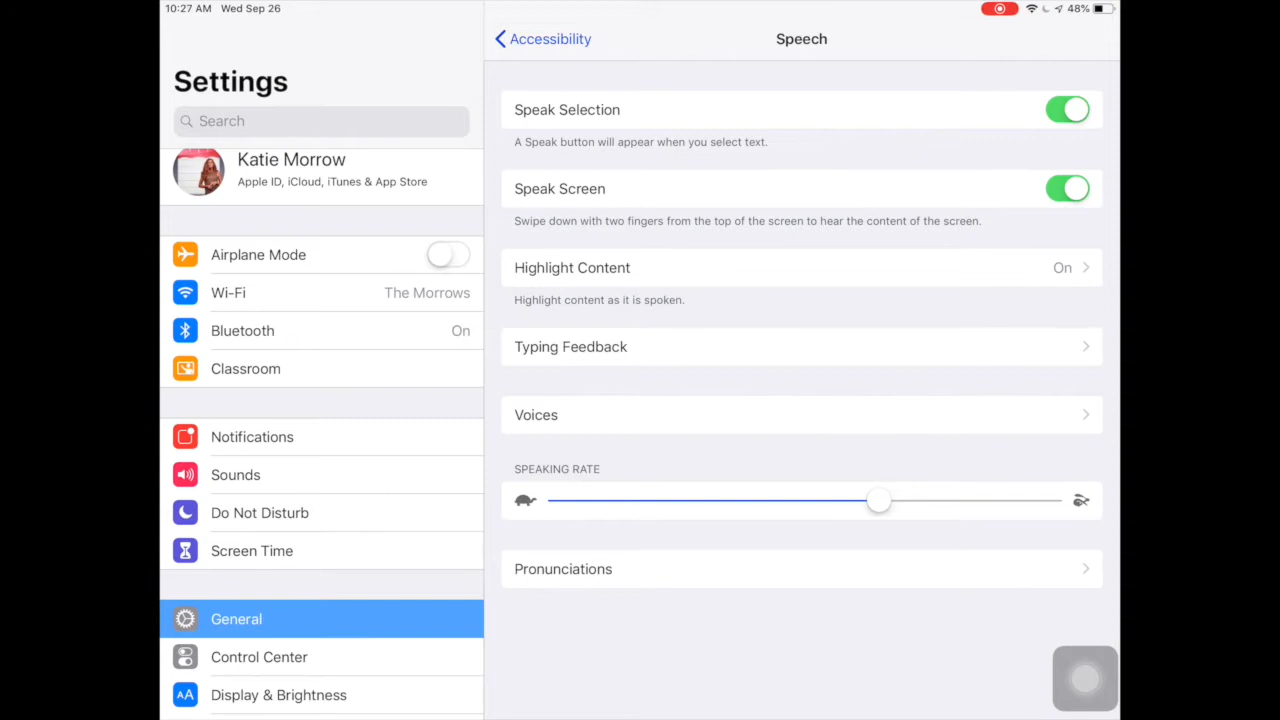 10:27 AM Wed Sep 26
48%
Settings
Search
Katie Morrow
Apple ID, iCloud, iTunes & App Store
Airplane Mode
Wi-Fi The Morrows
Bluetooth On
Classroom
Notifications
Sounds
Do Not Disturb
Screen Time
General
Control Center
AA Display & Brightness
Accessibility Speech
Speak Selection
A Speak button will appear when you select text.
Speak Screen
Swipe down with two fingers from the top of the screen to hear the content of the screen.
Highlight Content On
Highlight content as it is spoken.
Typing Feedback
Voices
SPEAKING RATE
Pronunciations